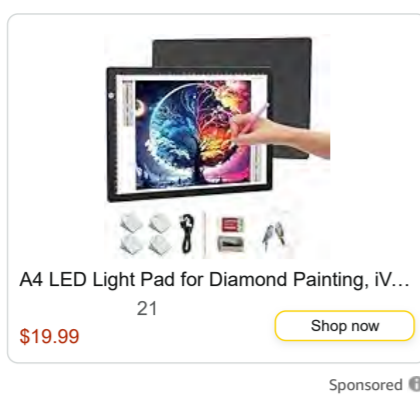 A4 LED Light Pad for Diamond Painting, iV...
21
$19.99
Shop now
Sponsored